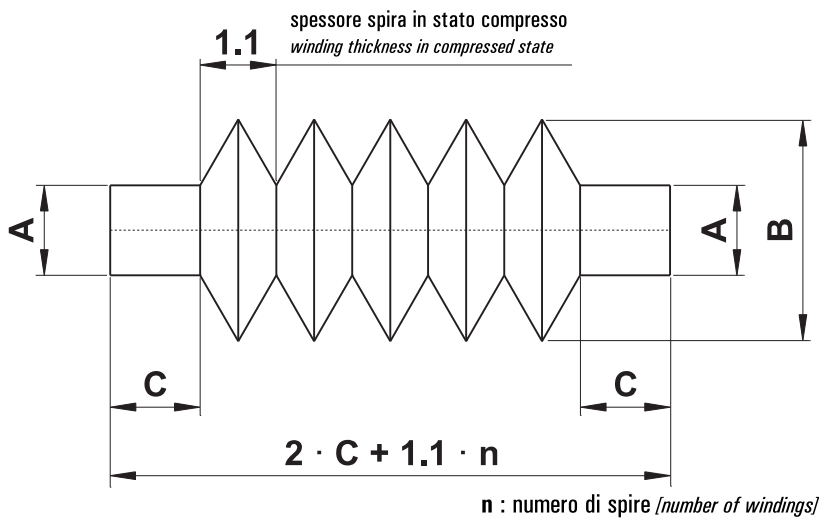 spessore spira in stato compresso
1.1 winding thickness in compressed state
A
A
B
C
C
2 · C + 1.1 · n
n : numero di spire [number of windings]